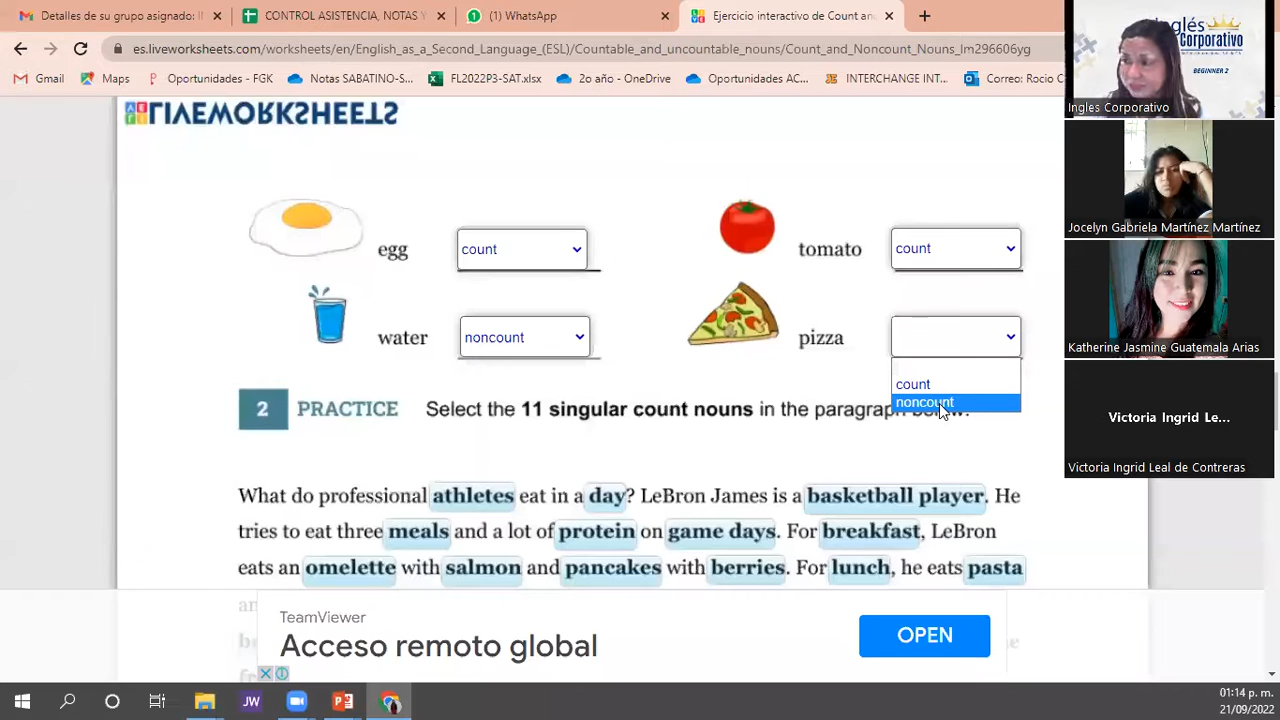 Detalles de su grupo asignado: II
CONTROL ASISTENCIA, NOTAS Y
(1) WhatsApp
Ejercicio interactivo de Count anc
es.liveworksheets.com/worksheets/en/English_as_a_Second_Language_(ESL)/Countable_and_uncountable_nouns/Count_and_Noncount_Nouns_lm296606yg
Gmail
Maps
Oportunidades - FGK
Notas SABATINO-S...
FL2022P3-SAT.xlsx
2o año - OneDrive
Oportunidades AC...
INTERCHANGE INT...
Correo: Rocio C
LIVEWORKSHEETS
egg
count
tomato
count
water
noncount
pizza
count
noncount
2 PRACTICE Select the 11 singular count nouns in the paragraph below.
What do professional athletes eat in a day? LeBron James is a basketball player. He
tries to eat three meals and a lot of protein on game days. For breakfast, LeBron
eats an omelette with salmon and pancakes with berries. For lunch, he eats pasta
TeamViewer
Acceso remoto global
OPEN
Inglés
Corporativo
BEGINNER 2
Ingles Corporativo
Jocelyn Gabriela Martínez Martínez
Katherine Jasmine Guatemala Arias
Victoria Ingrid Le...
Victoria Ingrid Leal de Contreras
JW
01:14 p. m.
21/09/2022